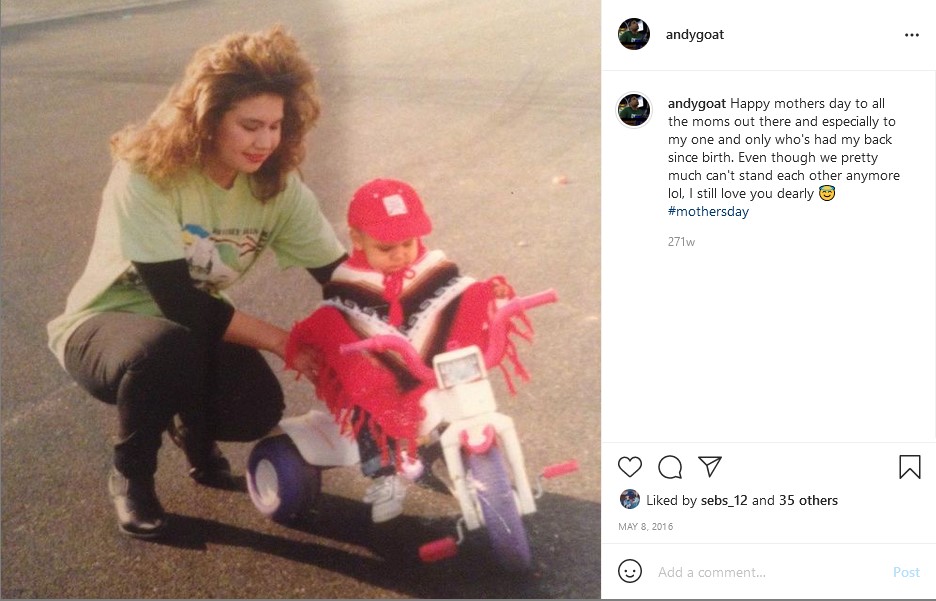 andygoat
andygoat Happy mothers day to all
the moms out there and especially to
my one and only who's had my back
since birth. Even though we pretty
much can't stand each other anymore
lol, I still love you dearly 😇
#mothersday
271w
Liked by sebs_12 and 35 others
MAY 8, 2016
Add a comment... Post